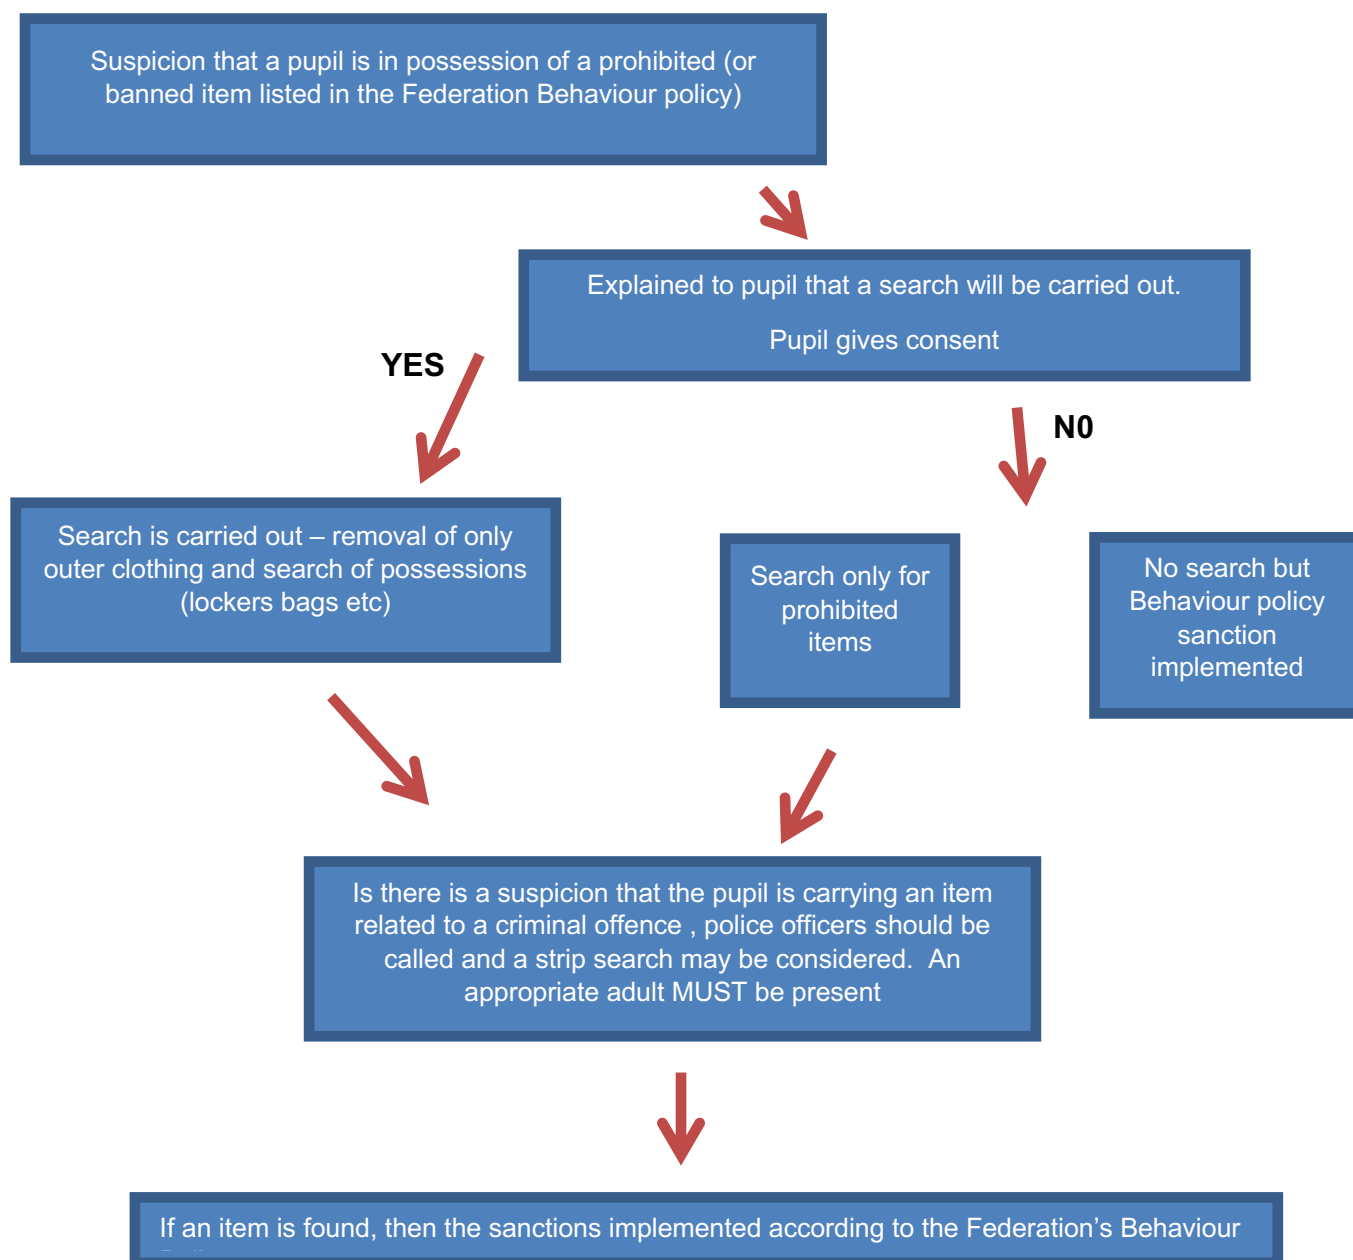 Suspicion that a pupil is in possession of a prohibited (or
banned item listed in the Federation Behaviour policy)
Explained to pupil that a search will be carried out.
Pupil gives consent
YES
N0
Search is carried out – removal of only
outer clothing and search of possessions
(lockers bags etc)
Search only for
prohibited
items
No search but
Behaviour policy
sanction
implemented
Is there is a suspicion that the pupil is carrying an item
related to a criminal offence , police officers should be
called and a strip search may be considered. An
appropriate adult MUST be present
If an item is found, then the sanctions implemented according to the Federation’s Behaviour